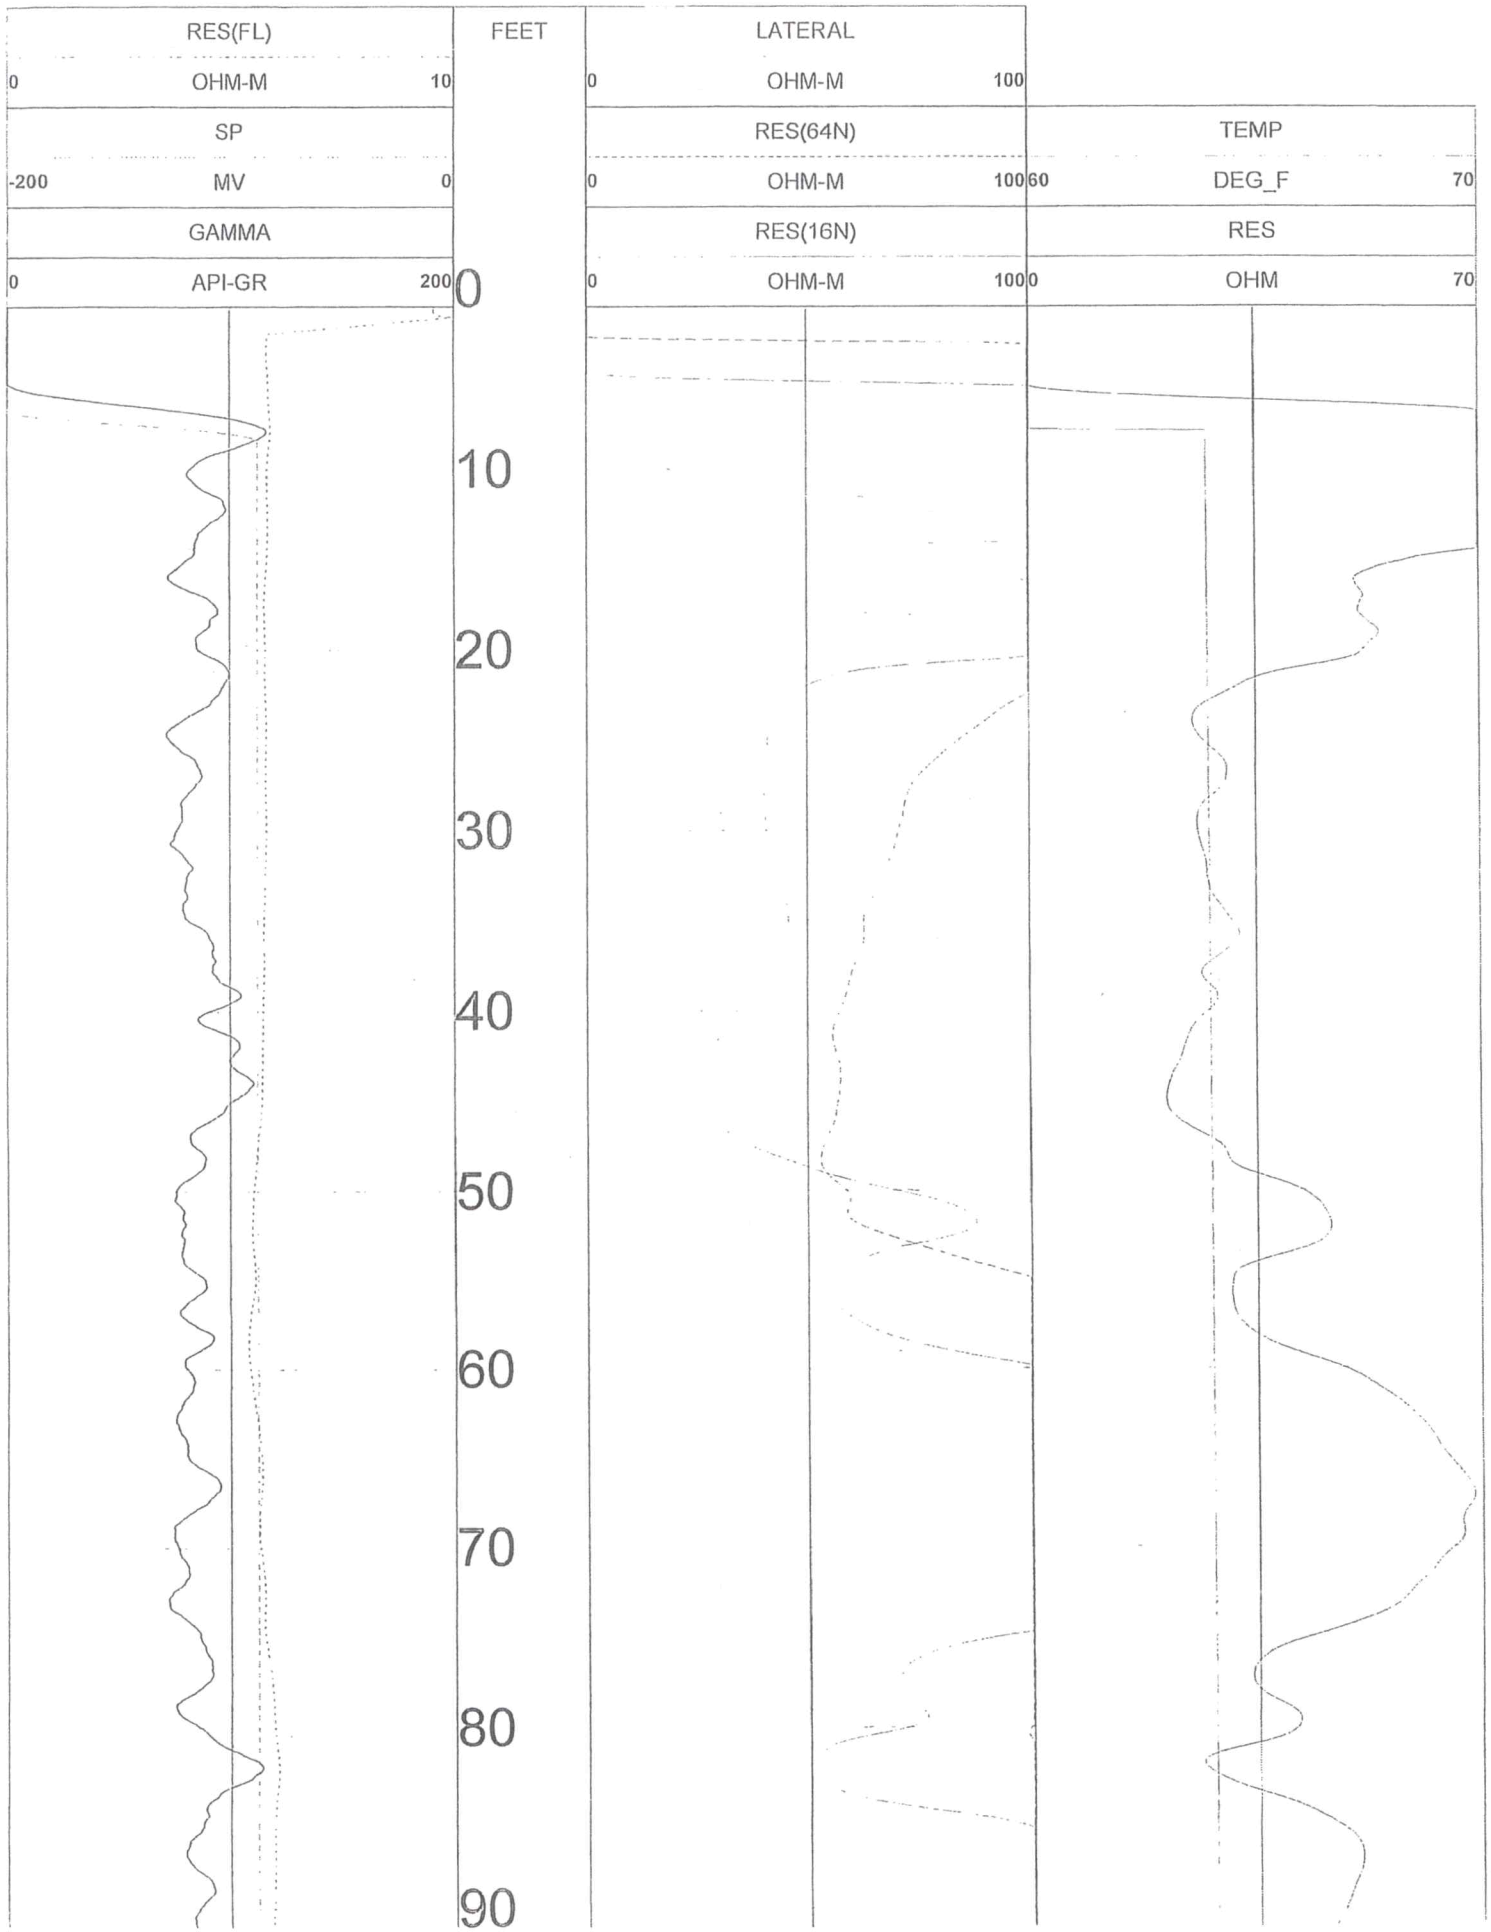 RES(FL) FEET LATERAL
0 OHM-M 10 0 OHM-M 100
SP RES(64N) TEMP
-200 MV 0 0 OHM-M 100 60 DEG_F 70
GAMMA RES(16N) RES
0 API-GR 200 0 0 OHM-M 100 0 OHM 70
10
20
30
40
50
60
70
80
90